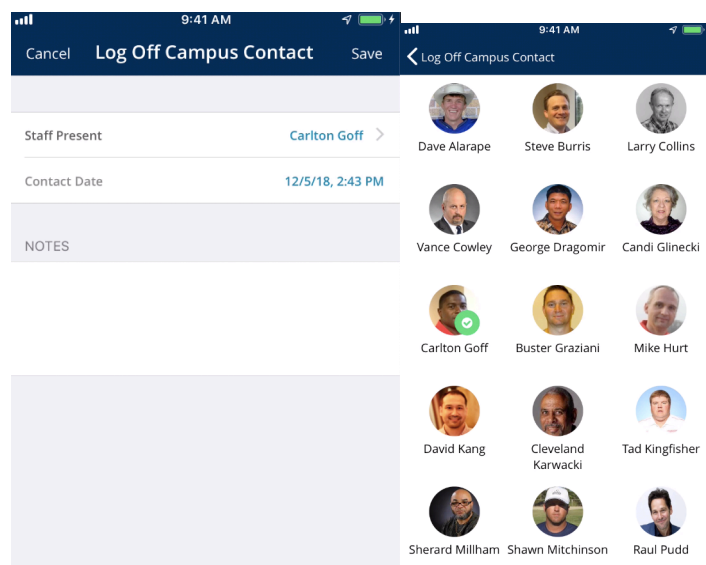 9:41 AM
Cancel Log Off Campus Contact Save
Staff Present Carlton Goff
Contact Date 12/5/18, 2:43 PM
NOTES
9:41 AM
Log Off Campus Contact
Dave Alarape Steve Burris Larry Collins
Vance Cowley George Dragomir Candi Glinecki
Carlton Goff Buster Graziani Mike Hurt
David Kang Cleveland Karwacki Tad Kingfisher
Sherard Millham Shawn Mitchinson Raul Pudd